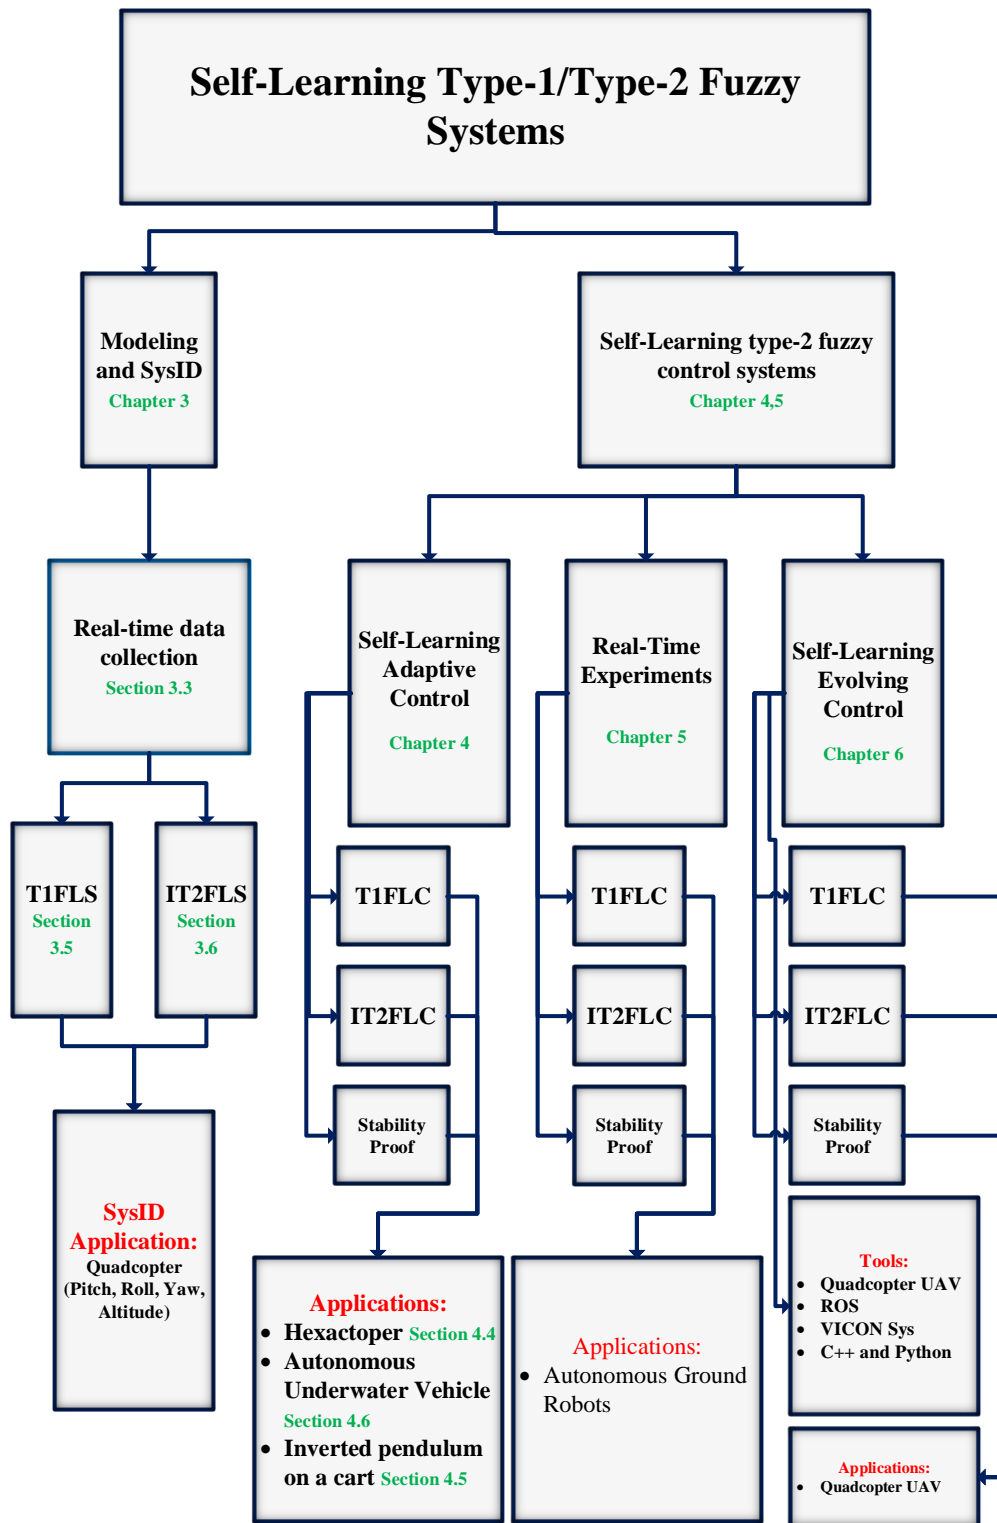 Self-Learning Type-1/Type-2 Fuzzy
Systems
Modeling
and SysID
Chapter 3
Self-Learning type-2 fuzzy
control systems
Chapter 4,5
Real-time data
collection
Section 3.3
Self-Learning
Adaptive
Control
Chapter 4
Real-Time
Experiments
Chapter 5
Self-Learning
Evolving
Control
Chapter 6
T1FLS
Section
3.5
IT2FLS
Section
3.6
T1FLC
IT2FLC
Stability
Proof
T1FLC
IT2FLC
Stability
Proof
T1FLC
IT2FLC
Stability
Proof
SysID
Application:
Quadcopter
(Pitch, Roll, Yaw,
Altitude)
Applications:
• Hexactoper Section 4.4
• Autonomous
Underwater Vehicle
Section 4.6
• Inverted pendulum
on a cart Section 4.5
Applications:
• Autonomous Ground
Robots
Tools:
• Quadcopter UAV
• ROS
• VICON Sys
• C++ and Python
Applications:
• Quadcopter UAV